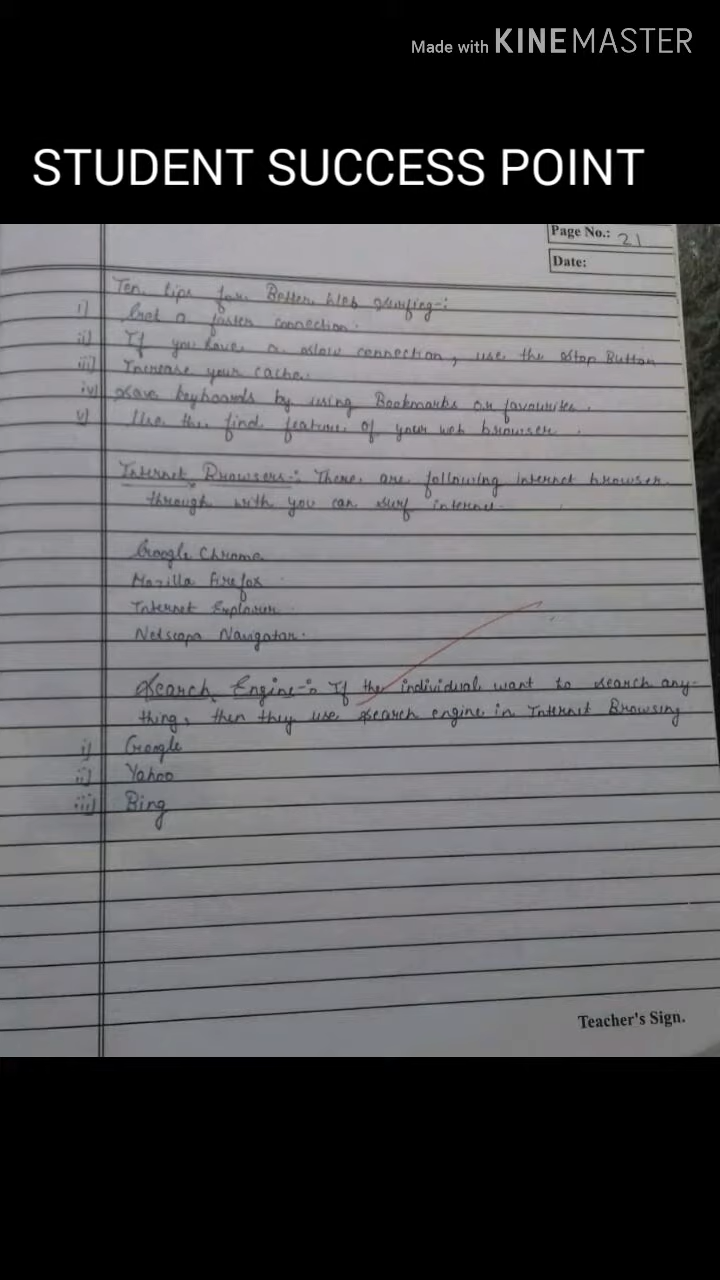 Made with KINEMASTER
STUDENT SUCCESS POINT
Page No.: 21
Date:
Ten tips for Better Web surfing:-
i) Get a faster connection.
ii) If you have a slow connection, use the Stop Button
iii) Increase your cache.
iv) Save keyboards by using Bookmarks or favourites.
v) Use the find feature of your web browser.
Internet Browsers:- There are following internet browser
through with you can surf internet.
Google Chrome
Mozilla Firefox
Internet Explorer
Netscape Navigator.
Search Engine:- If the individual want to search any-
thing, then they use search engine in Internet Browsing
i) Google
ii) Yahoo
iii) Bing
Teacher's Sign.